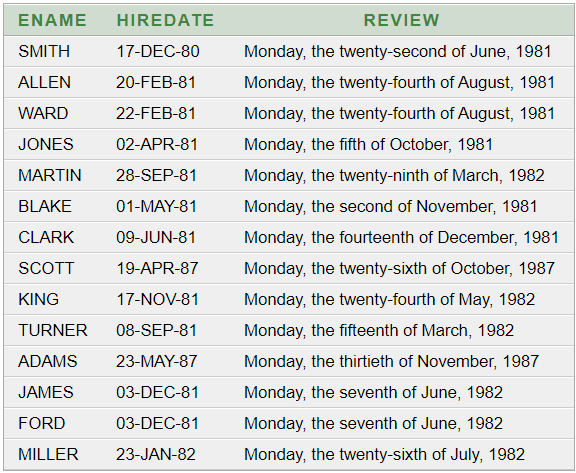 ENAME HIREDATE REVIEW
SMITH 17-DEC-80 Monday, the twenty-second of June, 1981
ALLEN 20-FEB-81 Monday, the twenty-fourth of August, 1981
WARD 22-FEB-81 Monday, the twenty-fourth of August, 1981
JONES 02-APR-81 Monday, the fifth of October, 1981
MARTIN 28-SEP-81 Monday, the twenty-ninth of March, 1982
BLAKE 01-MAY-81 Monday, the second of November, 1981
CLARK 09-JUN-81 Monday, the fourteenth of December, 1981
SCOTT 19-APR-87 Monday, the twenty-sixth of October, 1987
KING 17-NOV-81 Monday, the twenty-fourth of May, 1982
TURNER 08-SEP-81 Monday, the fifteenth of March, 1982
ADAMS 23-MAY-87 Monday, the thirtieth of November, 1987
JAMES 03-DEC-81 Monday, the seventh of June, 1982
FORD 03-DEC-81 Monday, the seventh of June, 1982
MILLER 23-JAN-82 Monday, the twenty-sixth of July, 1982